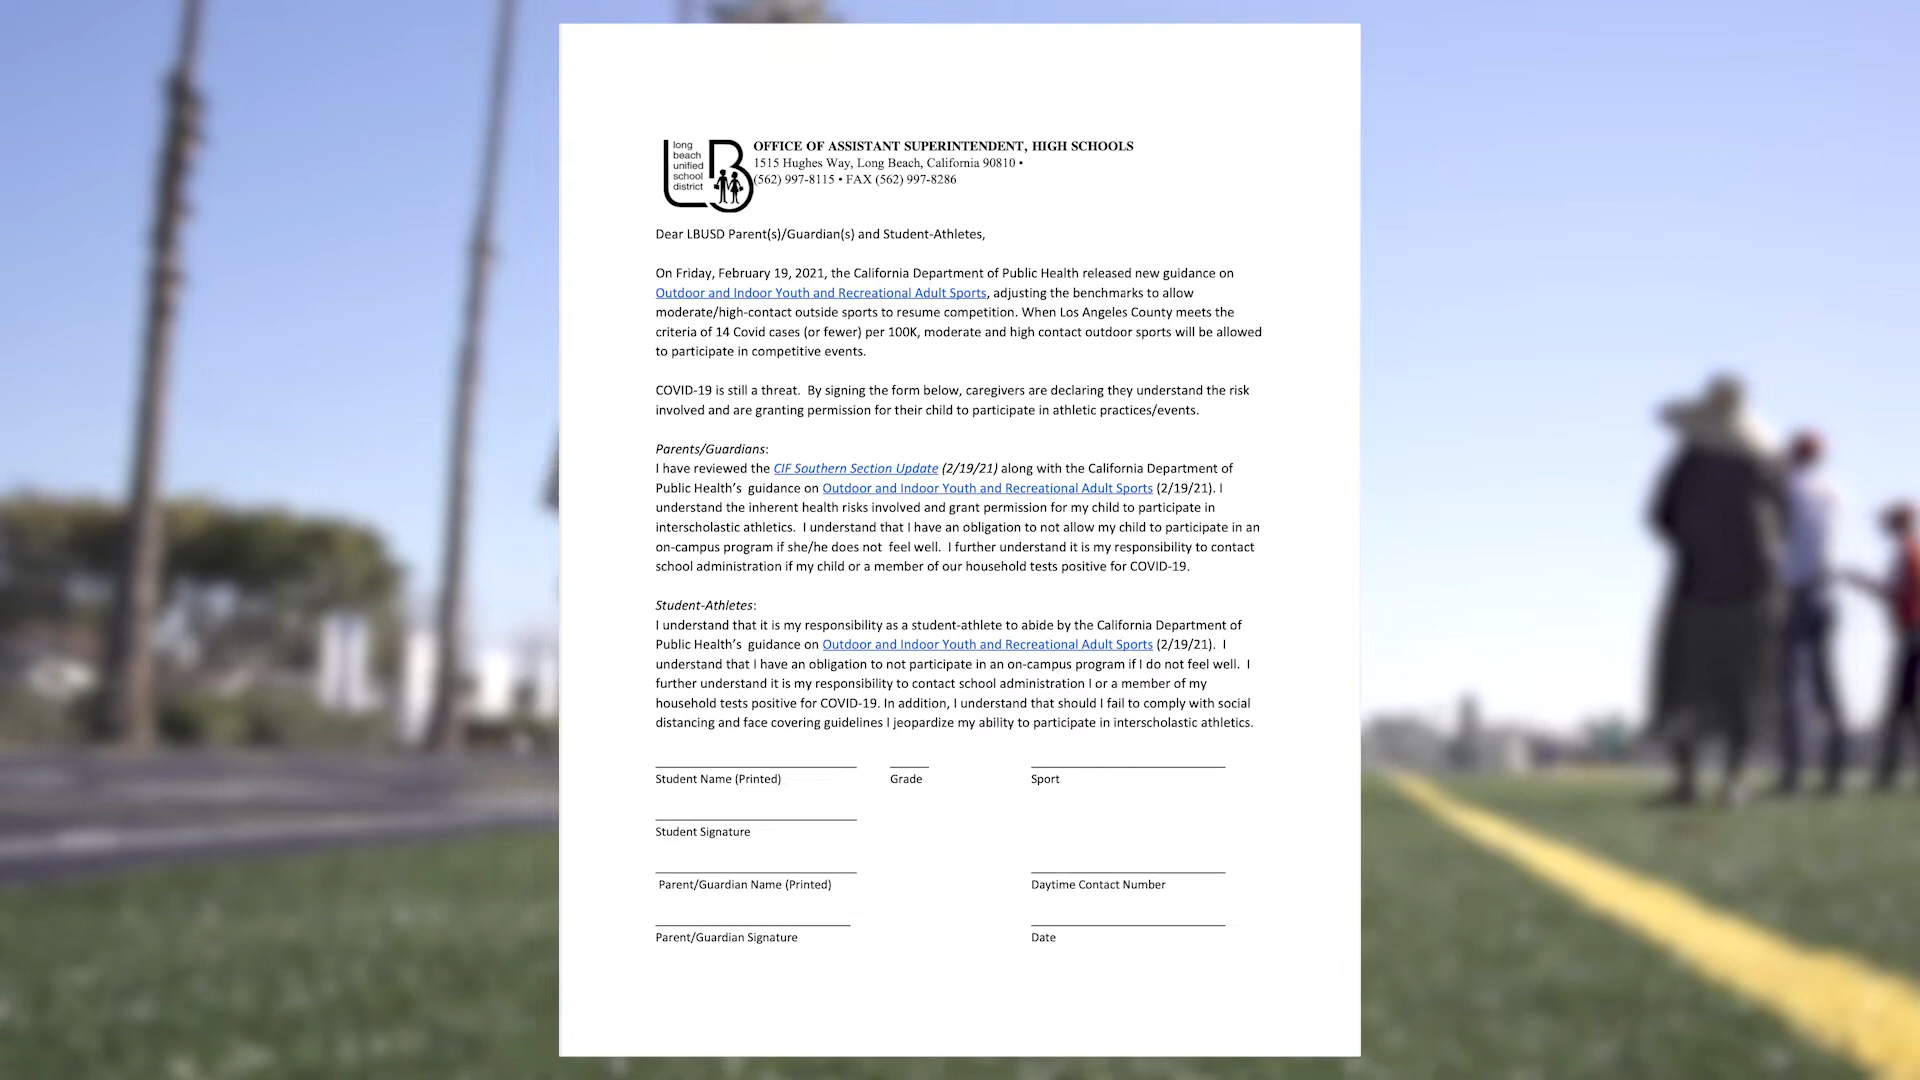 long
beach
unified
school
district
OFFICE OF ASSISTANT SUPERINTENDENT, HIGH SCHOOLS
1515 Hughes Way, Long Beach, California 90810 •
(562) 997-8115 • FAX (562) 997-8286
Dear LBUSD Parent(s)/Guardian(s) and Student-Athletes,
On Friday, February 19, 2021, the California Department of Public Health released new guidance on
Outdoor and Indoor Youth and Recreational Adult Sports, adjusting the benchmarks to allow
moderate/high-contact outside sports to resume competition. When Los Angeles County meets the
criteria of 14 Covid cases (or fewer) per 100K, moderate and high contact outdoor sports will be allowed
to participate in competitive events.
COVID-19 is still a threat.  By signing the form below, caregivers are declaring they understand the risk
involved and are granting permission for their child to participate in athletic practices/events.
Parents/Guardians:
I have reviewed the CIF Southern Section Update (2/19/21) along with the California Department of
Public Health’s  guidance on Outdoor and Indoor Youth and Recreational Adult Sports (2/19/21). I
understand the inherent health risks involved and grant permission for my child to participate in
interscholastic athletics.  I understand that I have an obligation to not allow my child to participate in an
on-campus program if she/he does not  feel well.  I further understand it is my responsibility to contact
school administration if my child or a member of our household tests positive for COVID-19.
Student-Athletes:
I understand that it is my responsibility as a student-athlete to abide by the California Department of
Public Health’s  guidance on Outdoor and Indoor Youth and Recreational Adult Sports (2/19/21).  I
understand that I have an obligation to not participate in an on-campus program if I do not feel well.  I
further understand it is my responsibility to contact school administration I or a member of my
household tests positive for COVID-19. In addition, I understand that should I fail to comply with social
distancing and face covering guidelines I jeopardize my ability to participate in interscholastic athletics.
Student Name (Printed) Grade Sport
Student Signature
Parent/Guardian Name (Printed) Daytime Contact Number
Parent/Guardian Signature Date